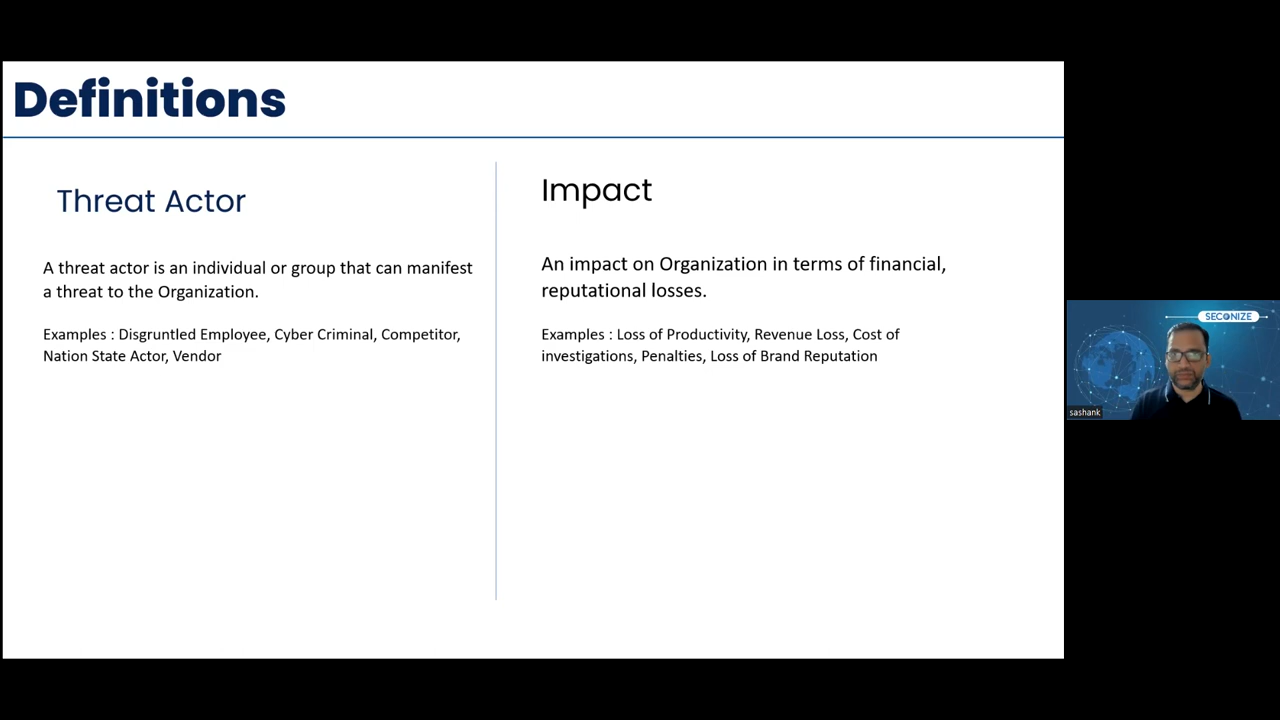 Definitions
Threat Actor
A threat actor is an individual or group that can manifest
a threat to the Organization.
Examples : Disgruntled Employee, Cyber Criminal, Competitor,
Nation State Actor, Vendor
Impact
An impact on Organization in terms of financial,
reputational losses.
Examples : Loss of Productivity, Revenue Loss, Cost of
investigations, Penalties, Loss of Brand Reputation
SECONIZE
sashank